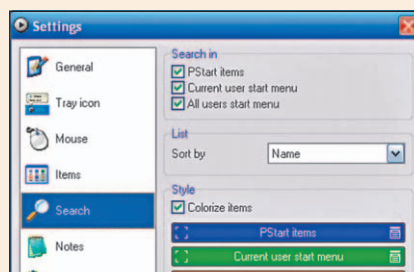 Settings
General
Tray icon
Mouse
Items
Search
Notes
Search in
PStart items
Current user start menu
All users start menu
List
Sort by Name
Style
Colorize items
PStart items
Current user start menu